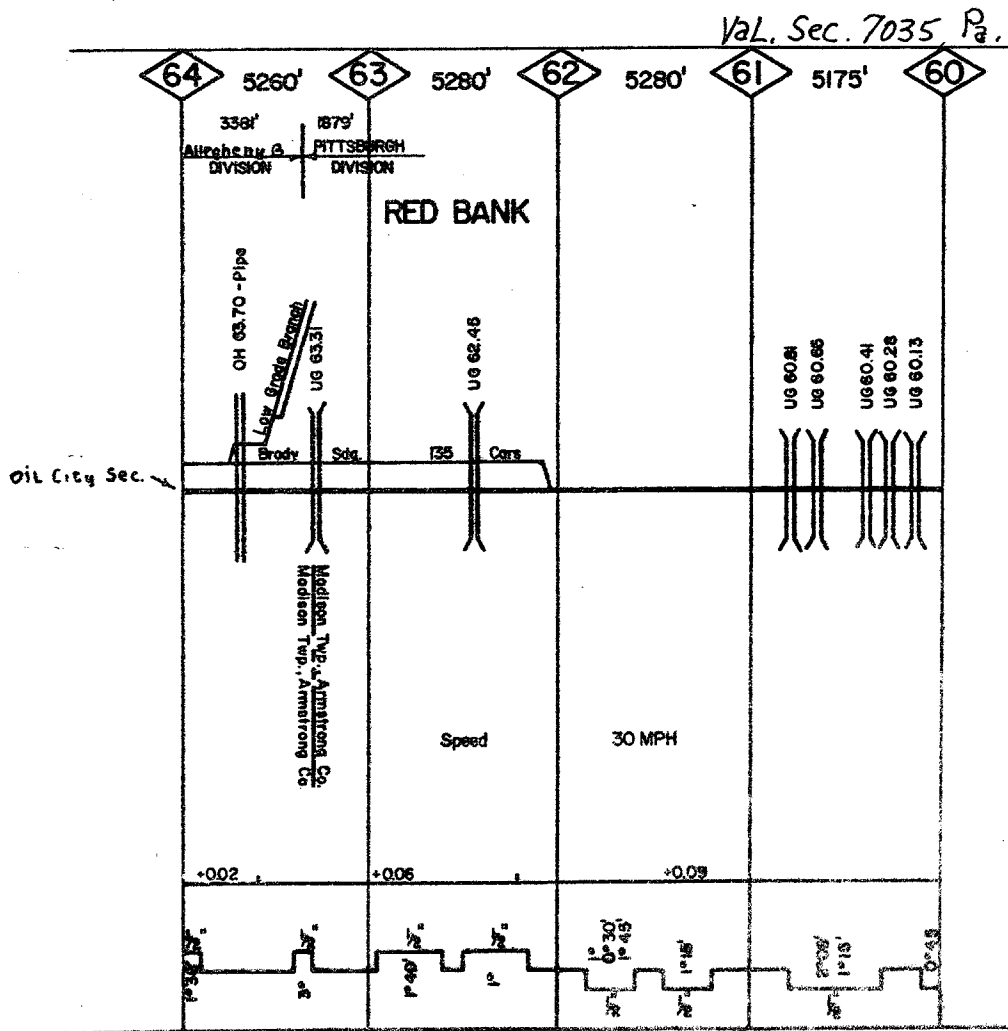 Val. Sec. 7035 Pa.
64 5260' 63 5280' 62 5280' 61 5175' 60
3381' 1879'
Allegheny B PITTSBURGH
DIVISION DIVISION
RED BANK
OH 63.70 - Pipe
Low Grade Branch
UG 63.31
UG 62.46
UG 60.81
UG 60.66
UG 60.41
UG 60.28
UG 60.13
Brady Sdg. 135 Cars
Oil City Sec.
Madison Twp., Armstrong Co.
Madison Twp., Armstrong Co.
Speed 30 MPH
+0.02 +0.06 +0.09
3°
1°40'
1°
1°
0°30'
1°45'
1°15'
2°05'
1°15'
0°45